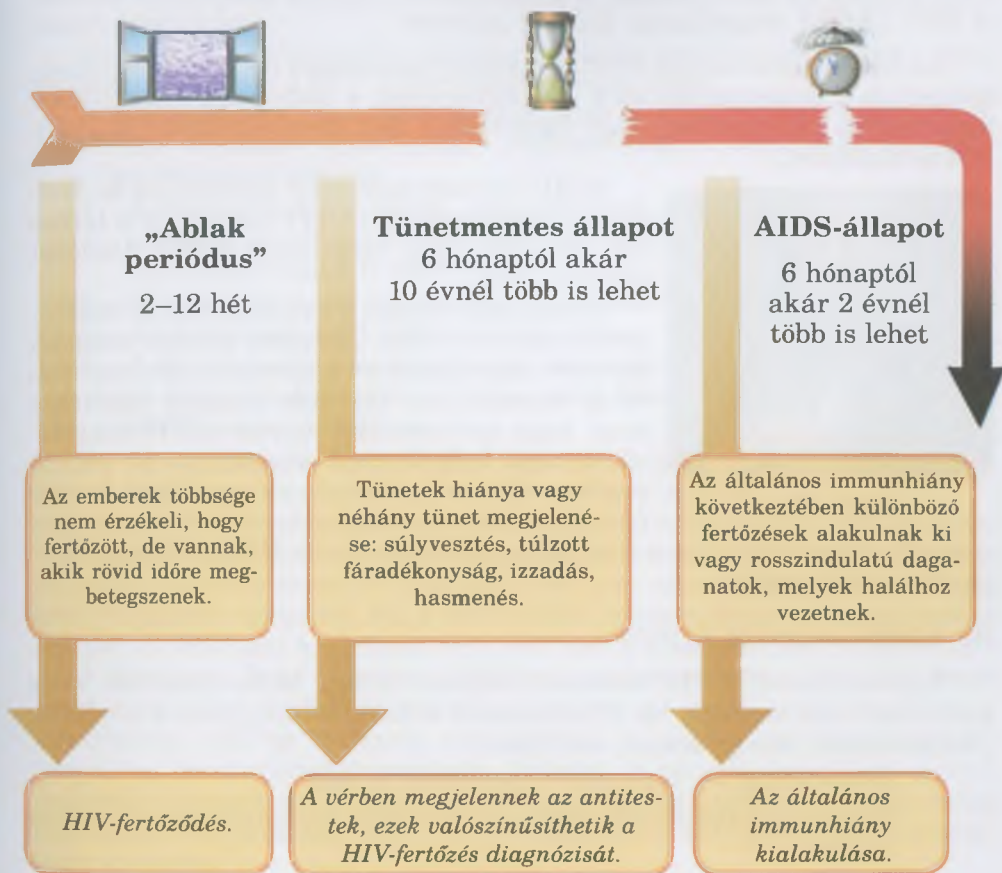 „Ablak
periódus”
2–12 hét
Tünetmentes állapot
6 hónaptól akár
10 évnél több is lehet
AIDS-állapot
6 hónaptól
akár 2 évnél
több is lehet
Az emberek többsége
nem érzékeli, hogy
fertőzött, de vannak,
akik rövid időre meg-
betegszenek.
Tünetek hiánya vagy
néhány tünet megjelené-
se: súlyvesztés, túlzott
fáradékonyság, izzadás,
hasmenés.
Az általános immunhiány
következtében különböző
fertőzések alakulnak ki
vagy rosszindulatú daga-
natok, melyek halálhoz
vezetnek.
HIV-fertőződés.
A vérben megjelennek az antites-
tek, ezek valószínűsíthetik a
HIV-fertőzés diagnózisát.
Az általános
immunhiány
kialakulása.